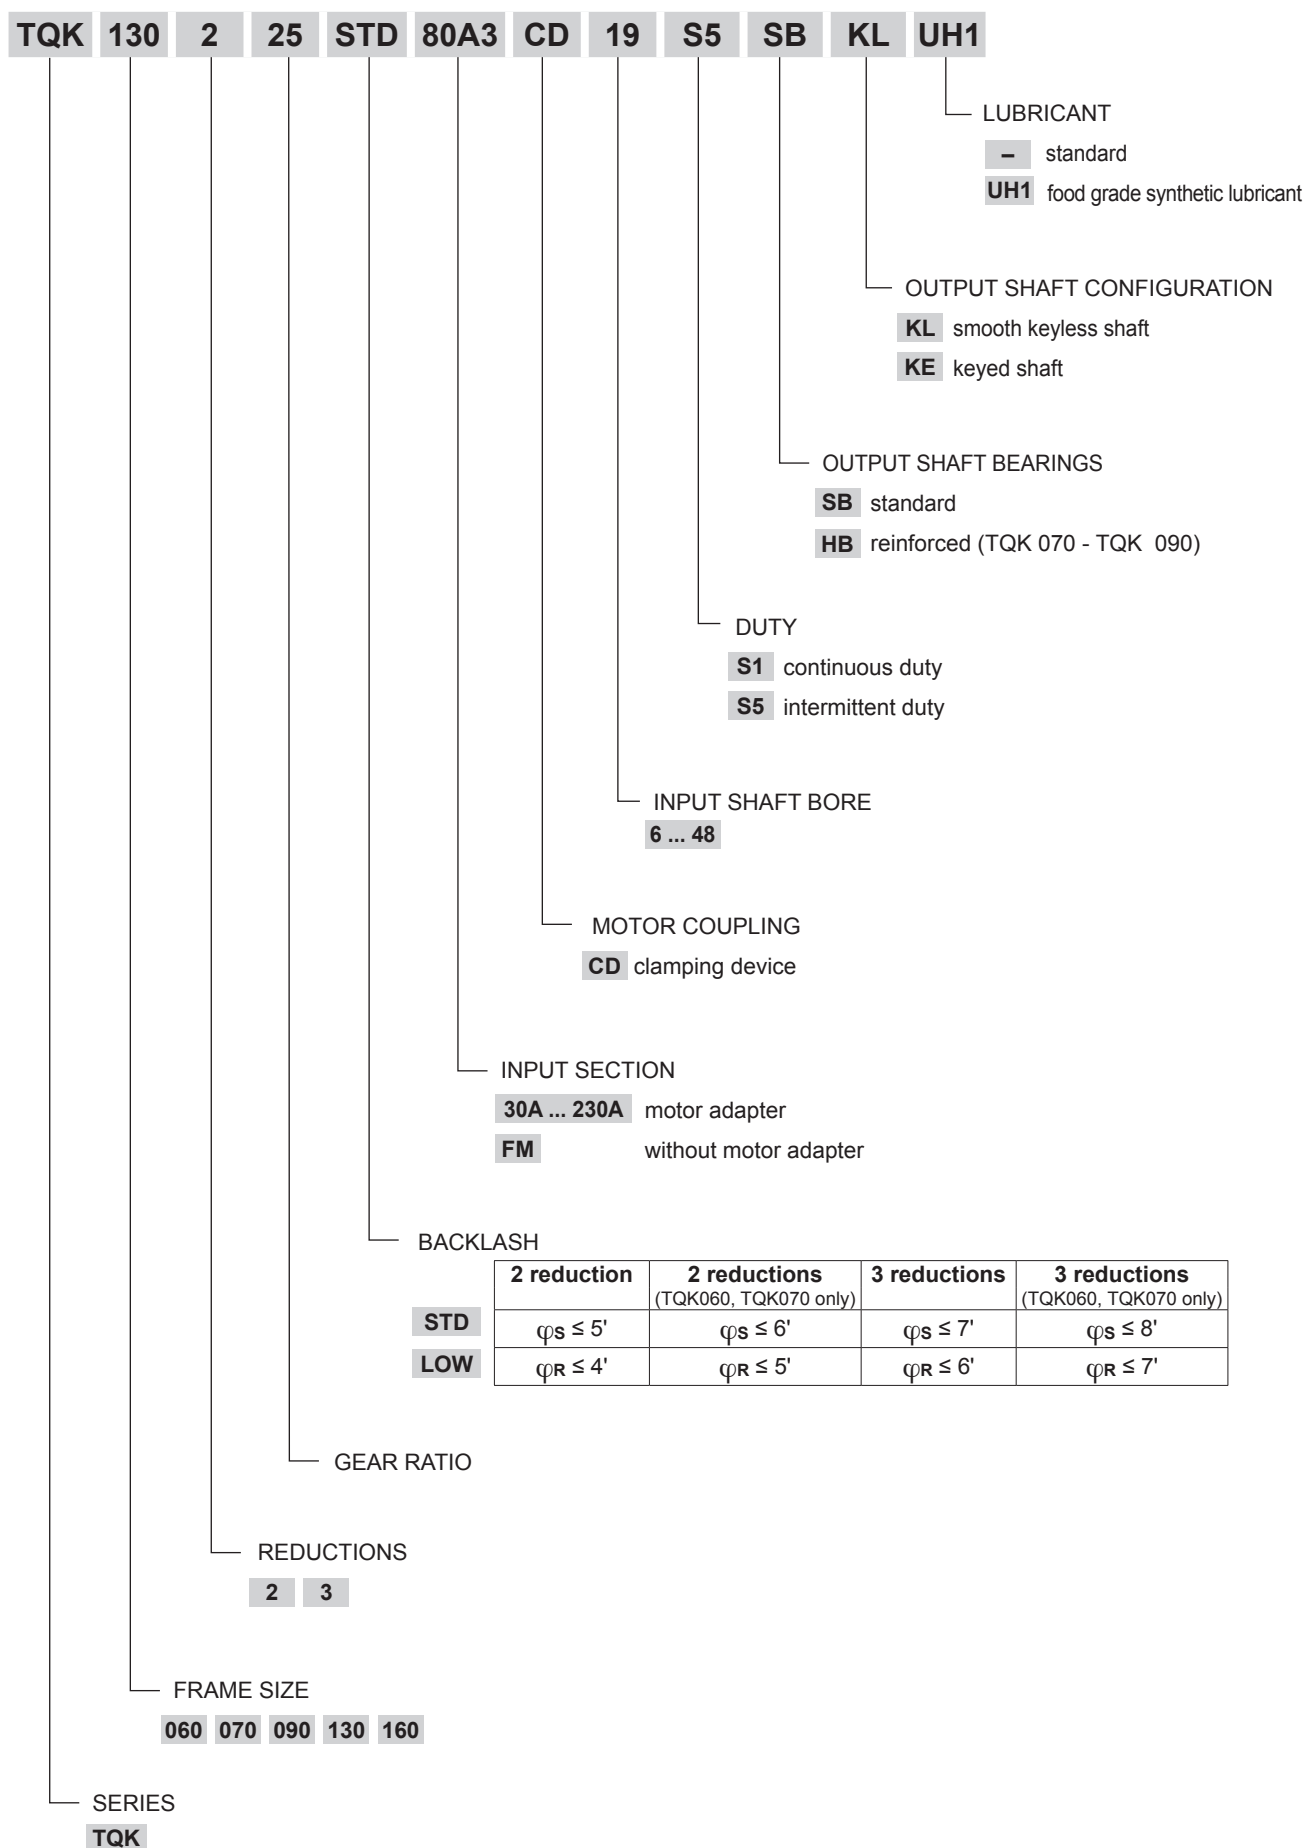 TQK 130 2 25 STD 80A3 CD 19 S5 SB KL UH1
LUBRICANT
– standard
UH1 food grade synthetic lubricant
OUTPUT SHAFT CONFIGURATION
KL smooth keyless shaft
KE keyed shaft
OUTPUT SHAFT BEARINGS
SB standard
HB reinforced (TQK 070 - TQK 090)
DUTY
S1 continuous duty
S5 intermittent duty
INPUT SHAFT BORE
6 ... 48
MOTOR COUPLING
CD clamping device
INPUT SECTION
30A ... 230A motor adapter
FM without motor adapter
BACKLASH
2 reduction 2 reductions 3 reductions 3 reductions
(TQK060, TQK070 only) (TQK060, TQK070 only)
STD φS ≤ 5' φS ≤ 6' φS ≤ 7' φS ≤ 8'
LOW φR ≤ 4' φR ≤ 5' φR ≤ 6' φR ≤ 7'
GEAR RATIO
REDUCTIONS
2 3
FRAME SIZE
060 070 090 130 160
SERIES
TQK